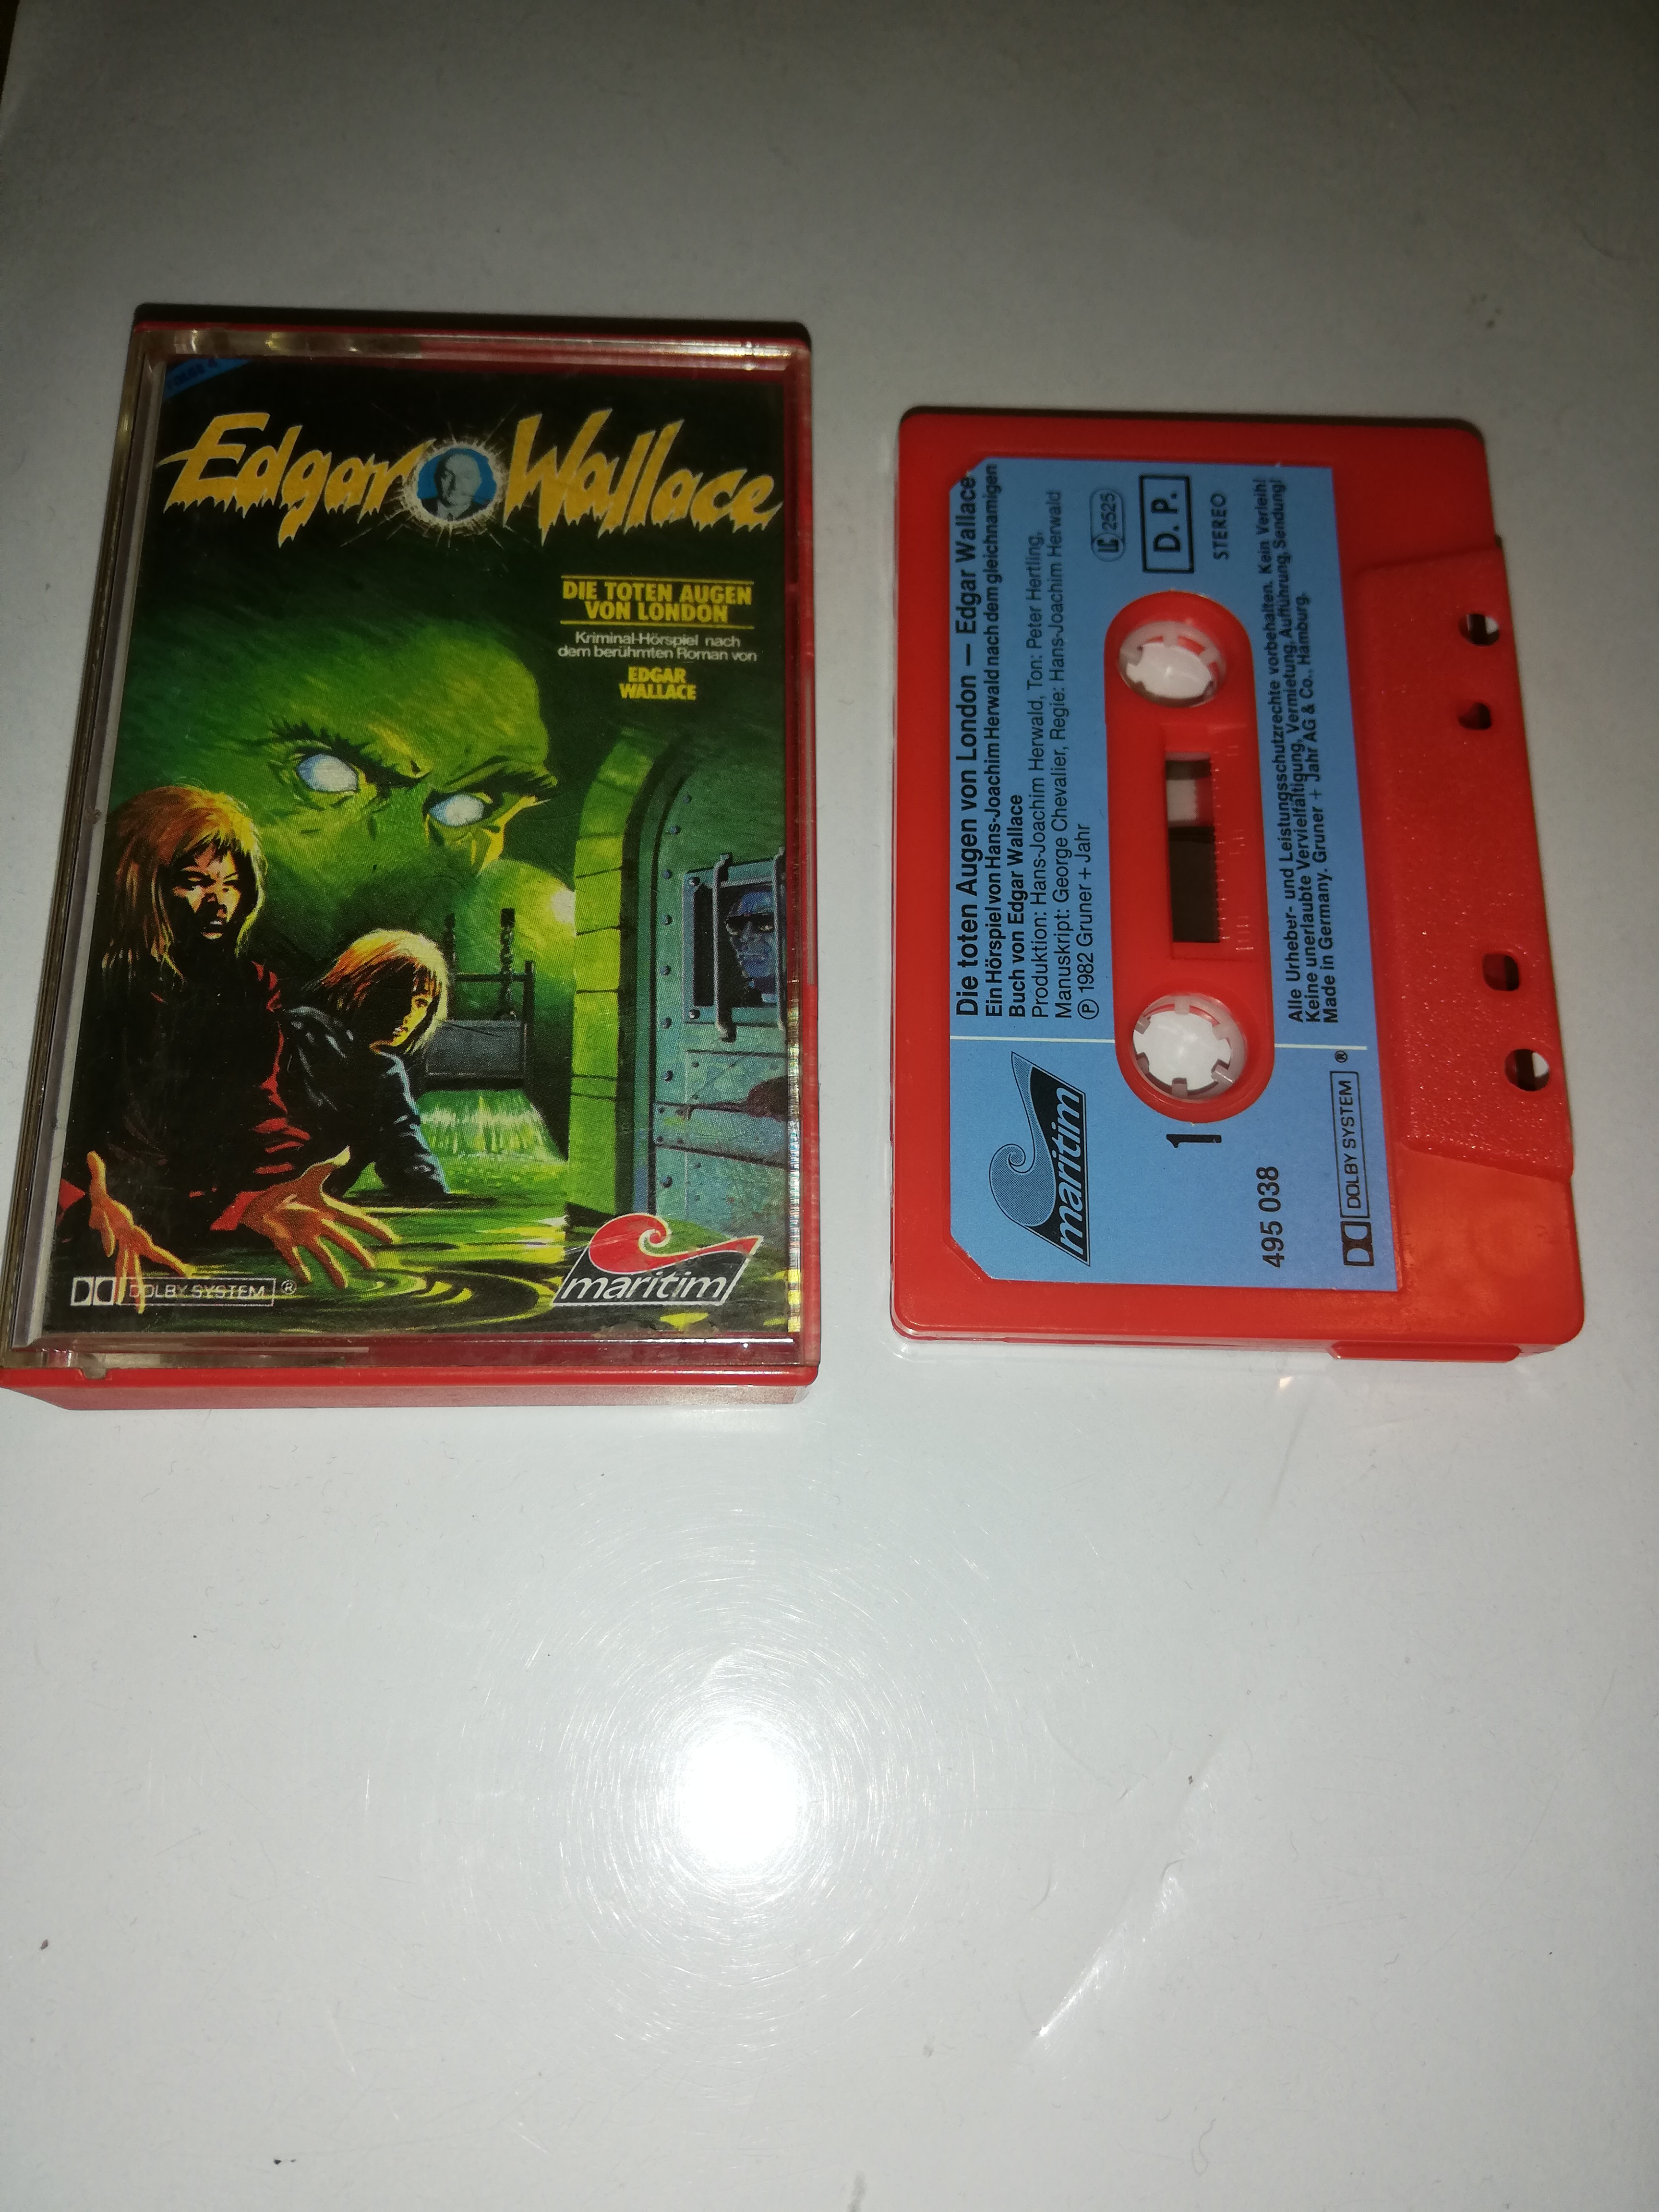 FOLGE 4
Edgar Wallace
DIE TOTEN AUGEN
VON LONDON
Kriminal-Hörspiel nach
dem berühmten Roman von
EDGAR
WALLACE
DOLBY SYSTEM ®
maritim
Die toten Augen von London — Edgar Wallace
Ein Hörspiel von Hans-Joachim Herwald nach dem gleichnamigen
Buch von Edgar Wallace
Produktion: Hans-Joachim Herwald, Ton: Peter Hertling,
Manuskript: George Chevalier, Regie: Hans-Joachim Herwald
℗ 1982 Gruner + Jahr
LC 2525
D. P.
STEREO
maritim
1
495 038
DOLBY SYSTEM ®
Alle Urheber- und Leistungsschutzrechte vorbehalten. Kein Verleih!
Keine unerlaubte Vervielfältigung, Vermietung, Aufführung, Sendung!
Made in Germany. Gruner + Jahr AG & Co., Hamburg.